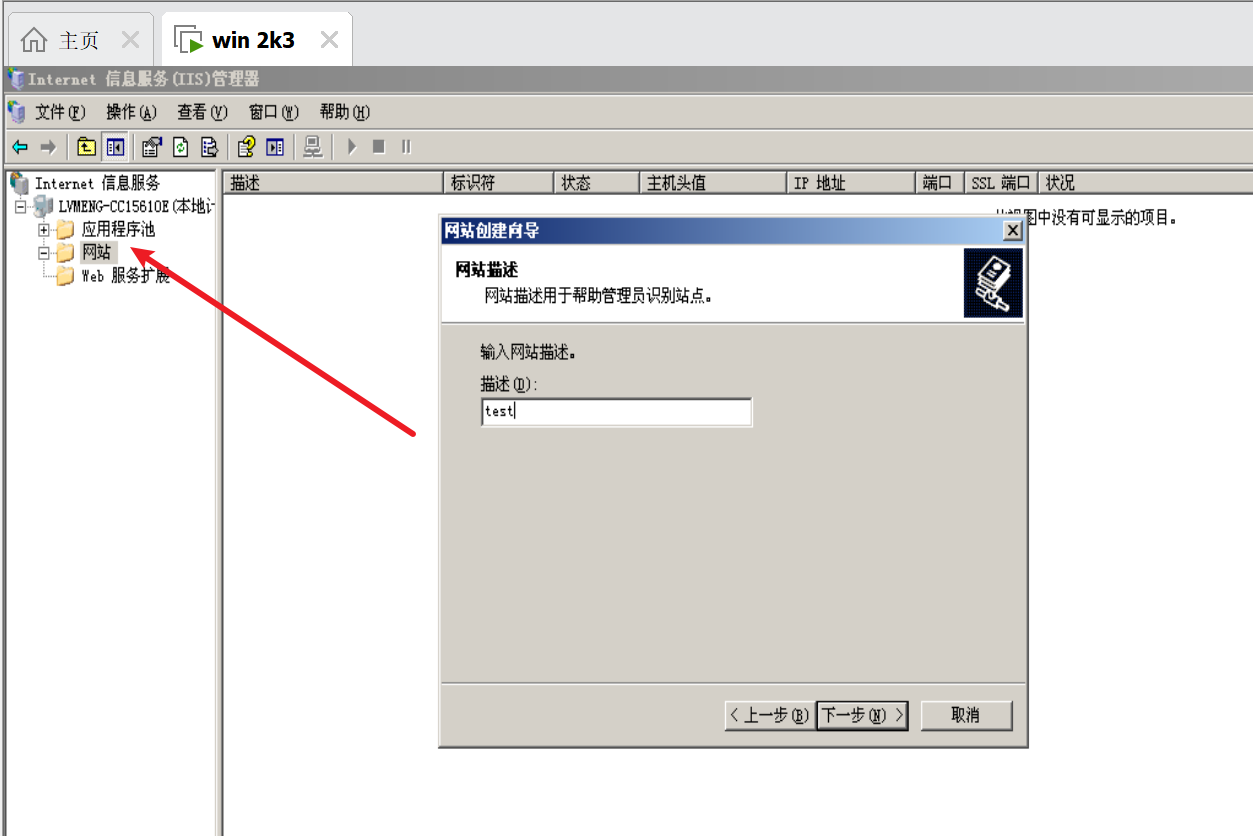 主页
win 2k3
Internet 信息服务(IIS)管理器
文件(F) 操作(A) 查看(V) 窗口(W) 帮助(H)
Internet 信息服务
LVMENG-CC15610E(本地计
应用程序池
网站
Web 服务扩展
描述 标识符 状态 主机头值 IP 地址 端口 SSL 端口 状况
视图中没有可显示的项目。
网站创建向导
网站描述
网站描述用于帮助管理员识别站点。
输入网站描述。
描述(D):
test
< 上一步(B) 下一步(N) > 取消